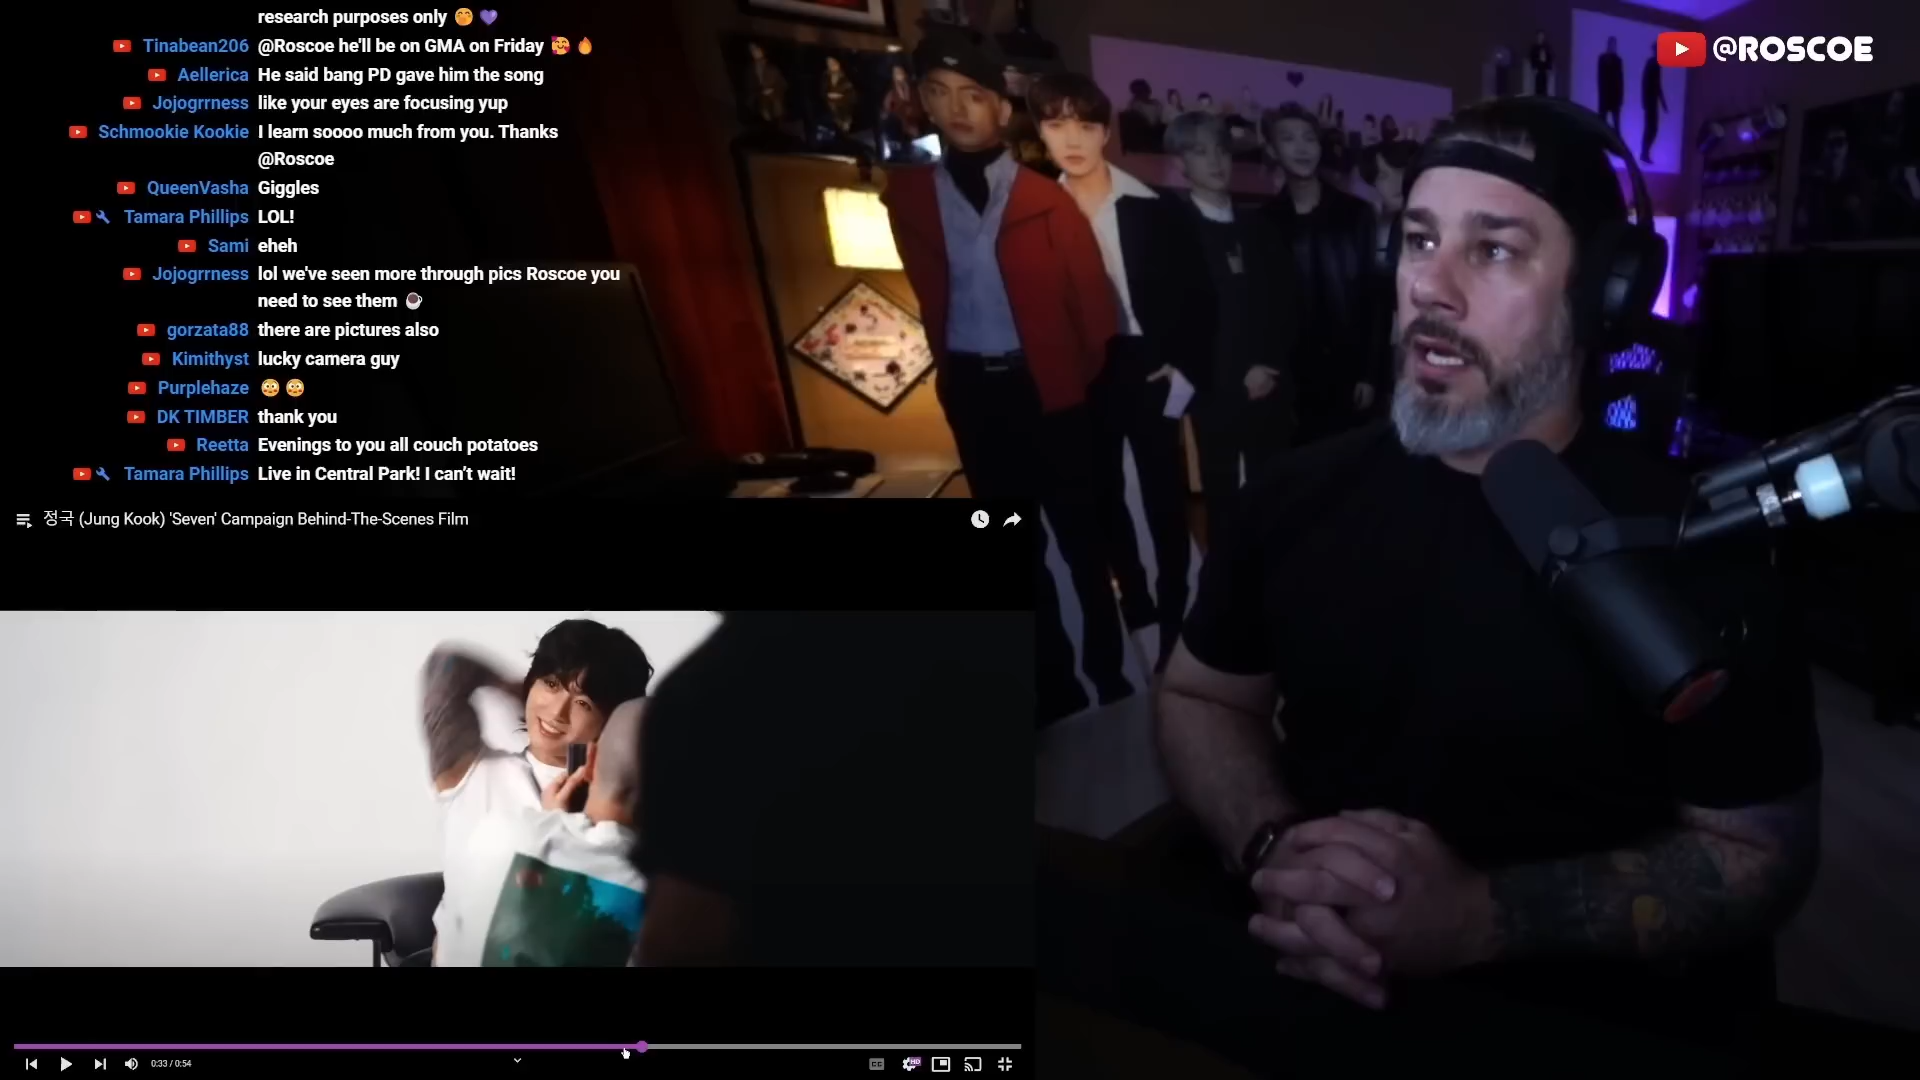 research purposes only
Tinabean206 @Roscoe he'll be on GMA on Friday
Aellerica He said bang PD gave him the song
Jojogrrness like your eyes are focusing yup
Schmookie Kookie I learn soooo much from you. Thanks
@Roscoe
QueenVasha Giggles
Tamara Phillips LOL!
Sami eheh
Jojogrrness lol we've seen more through pics Roscoe you
need to see them
gorzata88 there are pictures also
Kimithyst lucky camera guy
Purplehaze
DK TIMBER thank you
Reetta Evenings to you all couch potatoes
Tamara Phillips Live in Central Park! I can't wait!
@ROSCOE
정국 (Jung Kook) 'Seven' Campaign Behind-The-Scenes Film
0:33 / 0:54
CC
HD